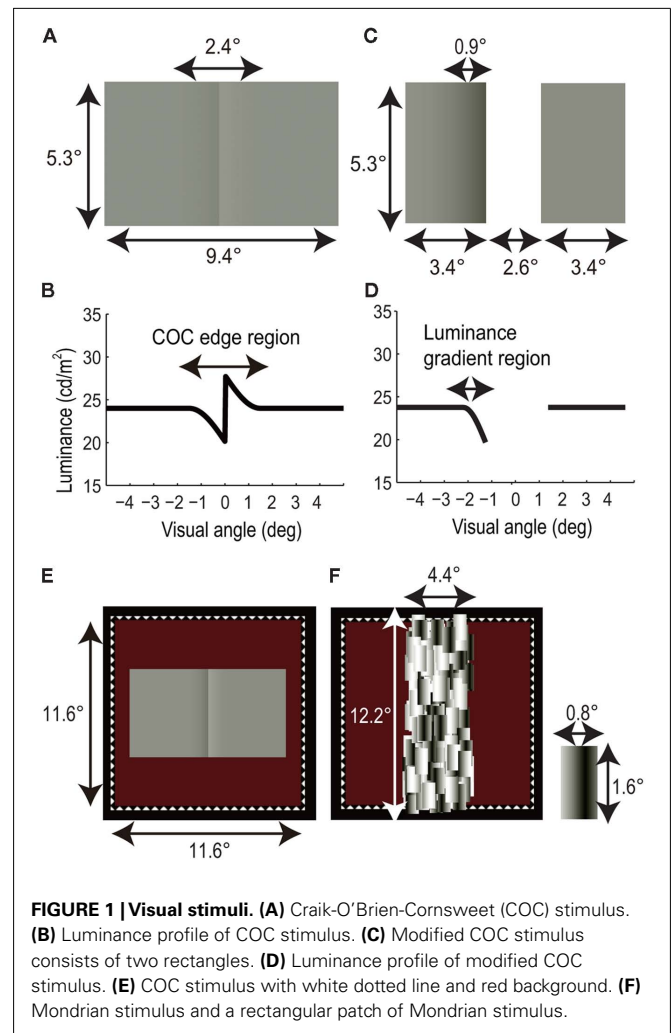 A
2.4°
5.3°
9.4°
C
0.9°
5.3°
3.4°
2.6°
3.4°
B
COC edge region
35
30
25
20
15
Luminance (cd/m²)
−4 −3 −2 −1 0 1 2 3 4
Visual angle (deg)
D
Luminance
gradient region
35
30
25
20
15
−4 −3 −2 −1 0 1 2 3 4
Visual angle (deg)
E
11.6°
11.6°
F
4.4°
12.2°
0.8°
1.6°
FIGURE 1 | Visual stimuli. (A) Craik-O’Brien-Cornsweet (COC) stimulus.
(B) Luminance profile of COC stimulus. (C) Modified COC stimulus
consists of two rectangles. (D) Luminance profile of modified COC
stimulus. (E) COC stimulus with white dotted line and red background. (F)
Mondrian stimulus and a rectangular patch of Mondrian stimulus.